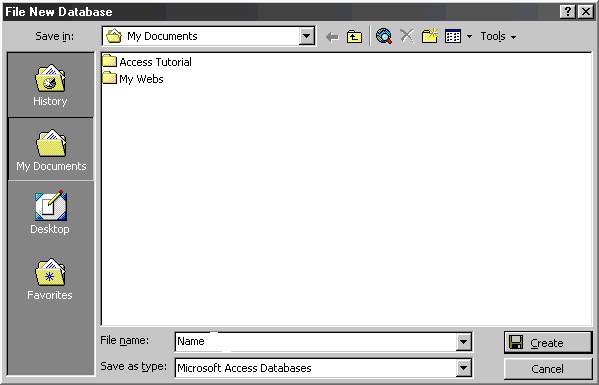 File New Database
Save in: My Documents Tools
Access Tutorial
My Webs
History
My Documents
Desktop
Favorites
File name: Name Create
Save as type: Microsoft Access Databases Cancel